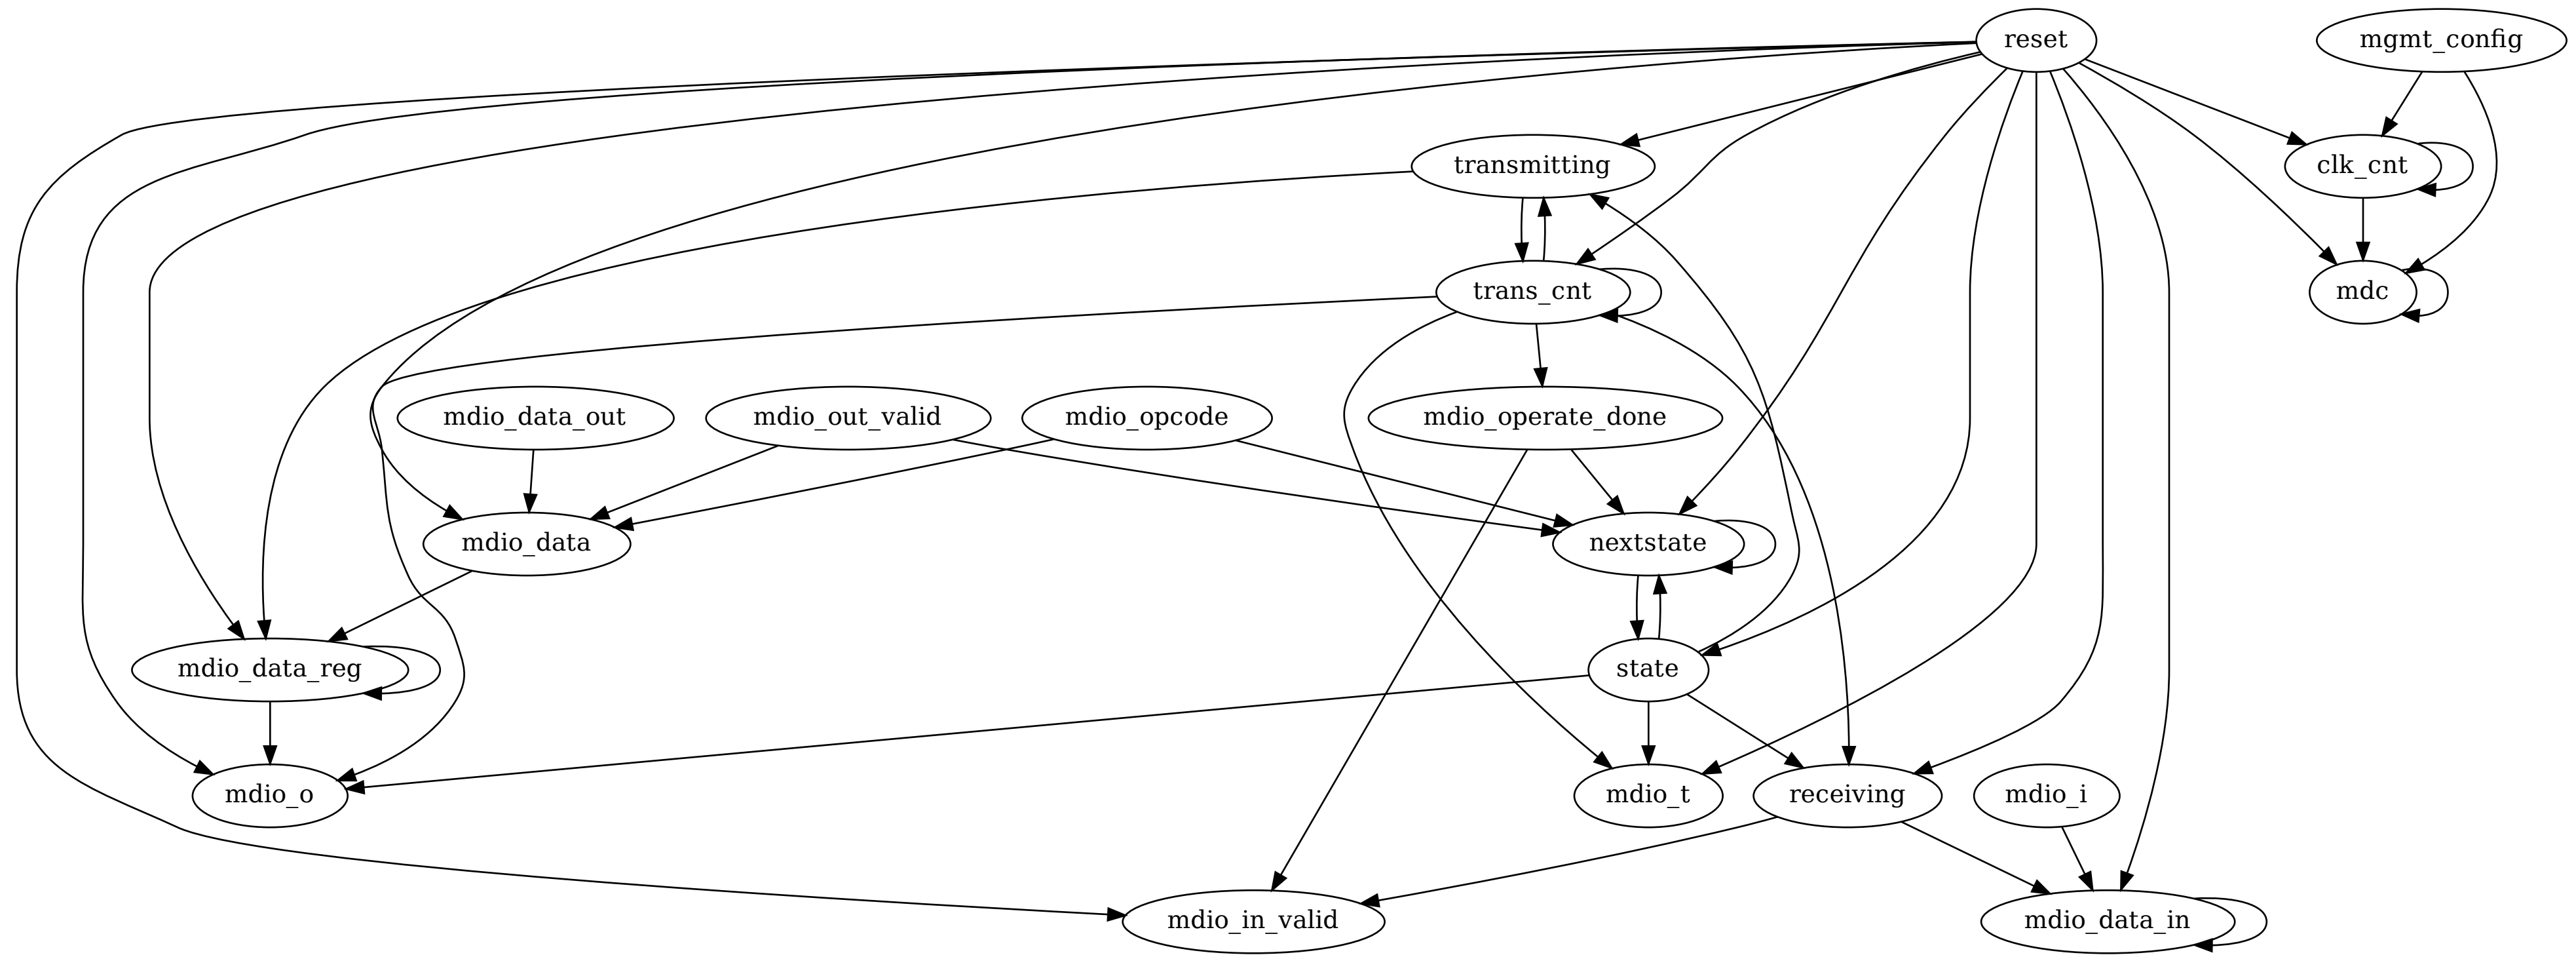 reset
mgmt_config
transmitting
clk_cnt
trans_cnt
mdc
mdio_data_out
mdio_out_valid
mdio_opcode
mdio_operate_done
mdio_data
nextstate
mdio_data_reg
state
mdio_o
mdio_t
receiving
mdio_i
mdio_in_valid
mdio_data_in